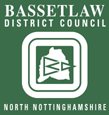 BASSETLAW
DISTRICT COUNCIL
NORTH NOTTINGHAMSHIRE